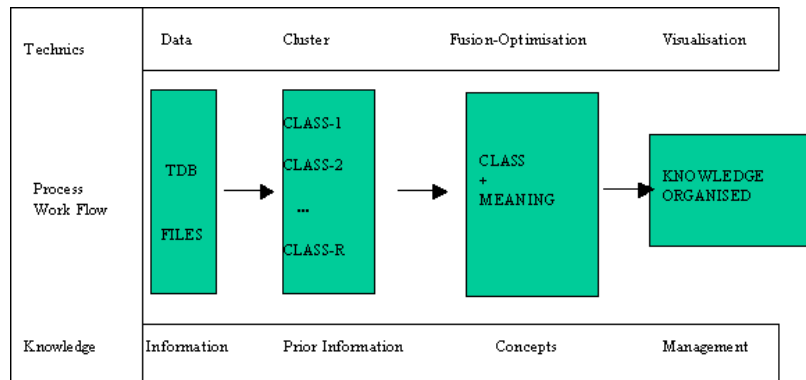 Technics
Data
Cluster
Fusion-Optimisation
Visualisation
Process
Work Flow
TDB
FILES
CLASS-1
CLASS-2
...
CLASS-R
CLASS
+
MEANING
KNOWLEDGE
ORGANISED
Knowledge
Information
Prior Information
Concepts
Management